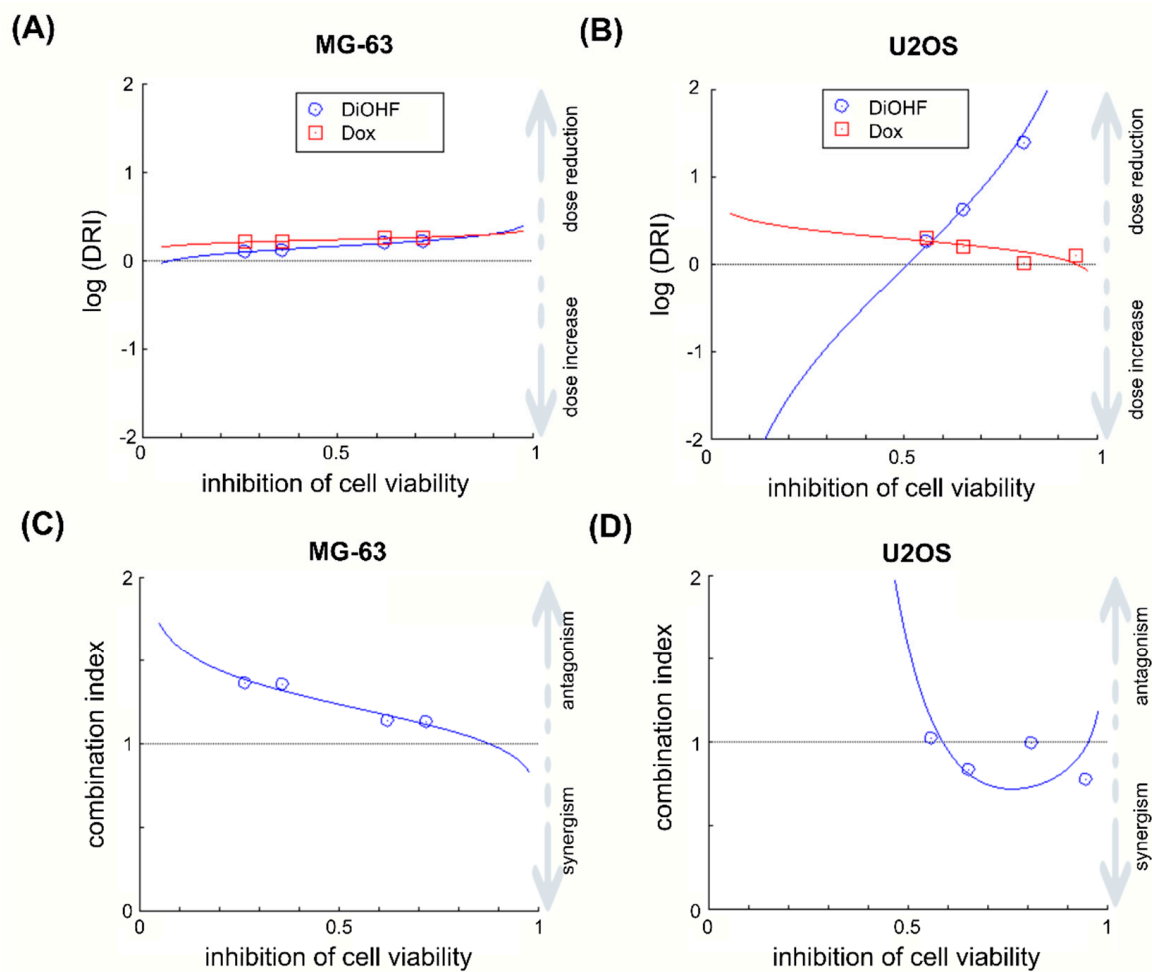 (A)
MG-63
DiOHF
Dox
log (DRI)
2
1
0
-1
-2
0
0.5
1
inhibition of cell viability
dose reduction
dose increase
(B)
U2OS
DiOHF
Dox
log (DRI)
2
1
0
-1
-2
0
0.5
1
inhibition of cell viability
dose reduction
dose increase
(C)
MG-63
combination index
2
1
0
0
0.5
1
inhibition of cell viability
antagonism
synergism
(D)
U2OS
combination index
2
1
0
0
0.5
1
inhibition of cell viability
antagonism
synergism